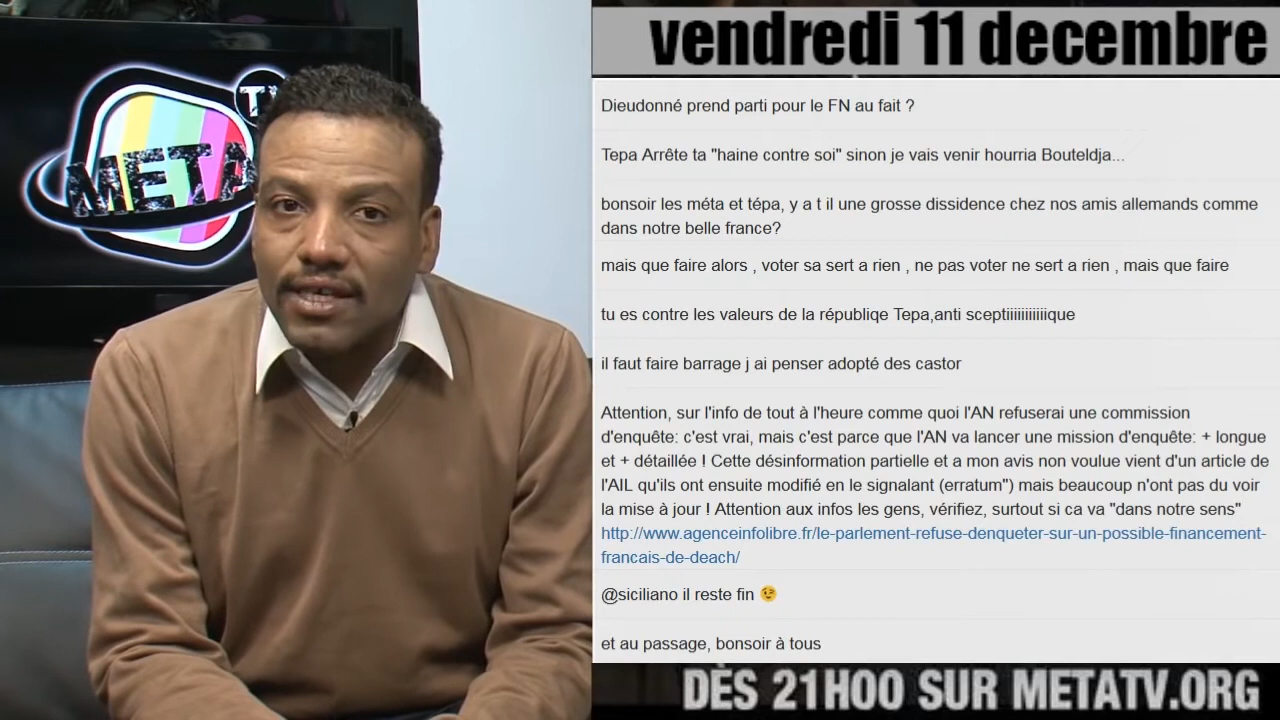 vendredi 11 decembre
META
T
Dieudonné prend parti pour le FN au fait ?
Tepa Arrête ta "haine contre soi" sinon je vais venir hourria Bouteldja...
bonsoir les méta et tépa, y a t il une grosse dissidence chez nos amis allemands comme
dans notre belle france?
mais que faire alors , voter sa sert a rien , ne pas voter ne sert a rien , mais que faire
tu es contre les valeurs de la républiqe Tepa,anti sceptiiiiiiiiiiique
il faut faire barrage j ai penser adopté des castor
Attention, sur l'info de tout à l'heure comme quoi l'AN refuserai une commission
d'enquête: c'est vrai, mais c'est parce que l'AN va lancer une mission d'enquête: + longue
et + détaillée ! Cette désinformation partielle et a mon avis non voulue vient d'un article de
l'AIL qu'ils ont ensuite modifié en le signalant (erratum") mais beaucoup n'ont pas du voir
la mise à jour ! Attention aux infos les gens, vérifiez, surtout si ca va "dans notre sens"
http://www.agenceinfolibre.fr/le-parlement-refuse-denqueter-sur-un-possible-financement-
francais-de-deach/
@siciliano il reste fin 😉
et au passage, bonsoir à tous
DÈS 21H00 SUR METATV.ORG